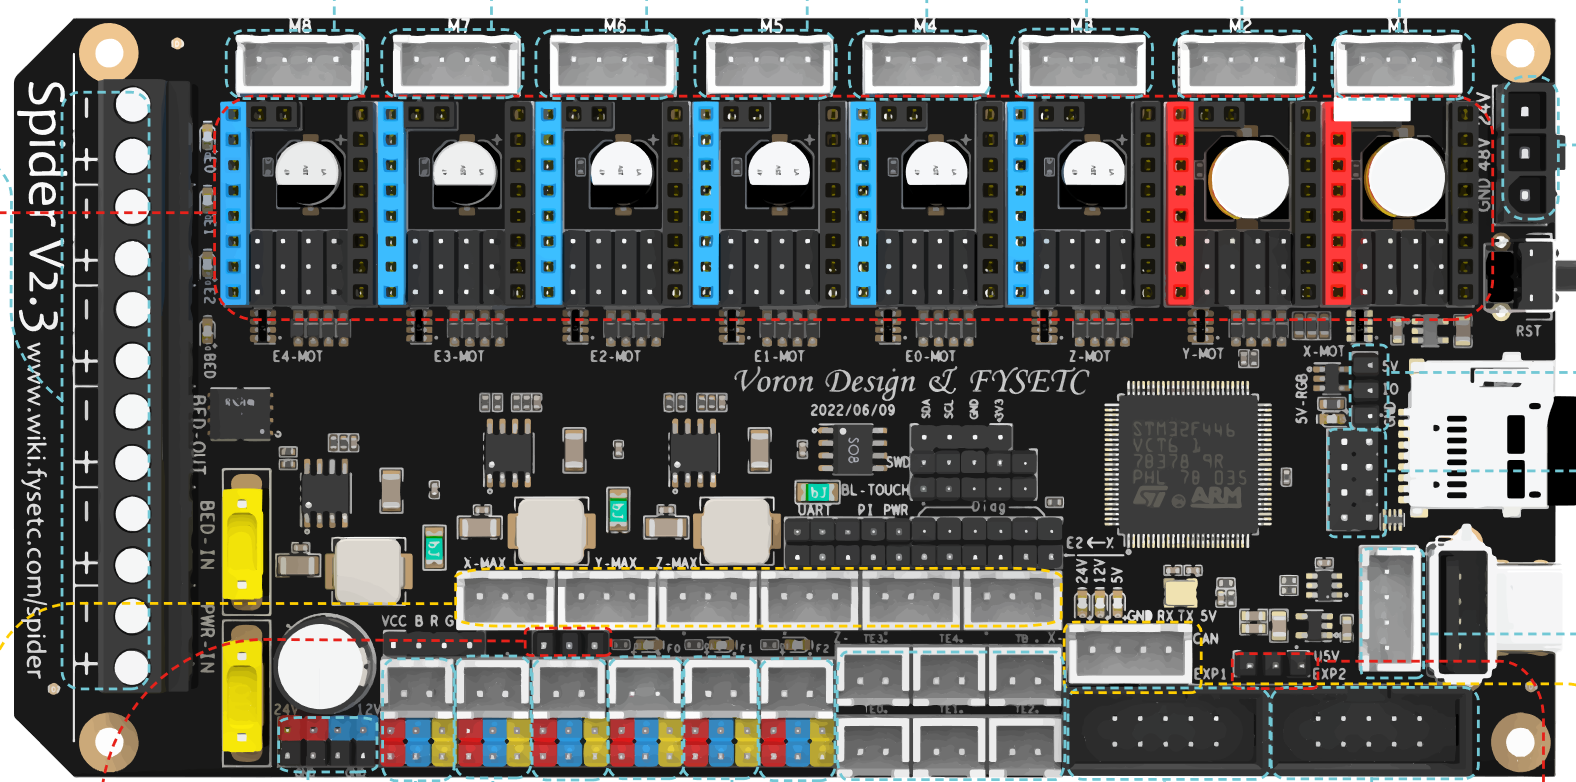 M8 M7 M6 M5 M4 M3 M2 M1
24V
GND 48V
Spider V2.3 www.wiki.fysetc.com/spider
E0
E1
E2
BED
RST
E4-MOT E3-MOT E2-MOT E1-MOT E0-MOT Z-MOT Y-MOT X-MOT
Voron Design & FYSETC
2022/06/09
SDA SCL GND 3V3
5V-RGB
5V
IO
GND
BED-OUT
SO8
SWD
BL-TOUCH
UART PI PWR Diag
STM32F446
VCT6 1
78378 9R
PHL 78 035
ST ARM
BED-IN
E2 ←X
X-MAX Y-MAX Z-MAX
24V 12V 5V
GND RX TX 5V
CAN
PWR-IN
VCC B R G
F0 F1 F2
Z- TE3. TE4. TB X-
EXP1 U5V
EXP2
24V 12V
TE0. TE1. TE2.